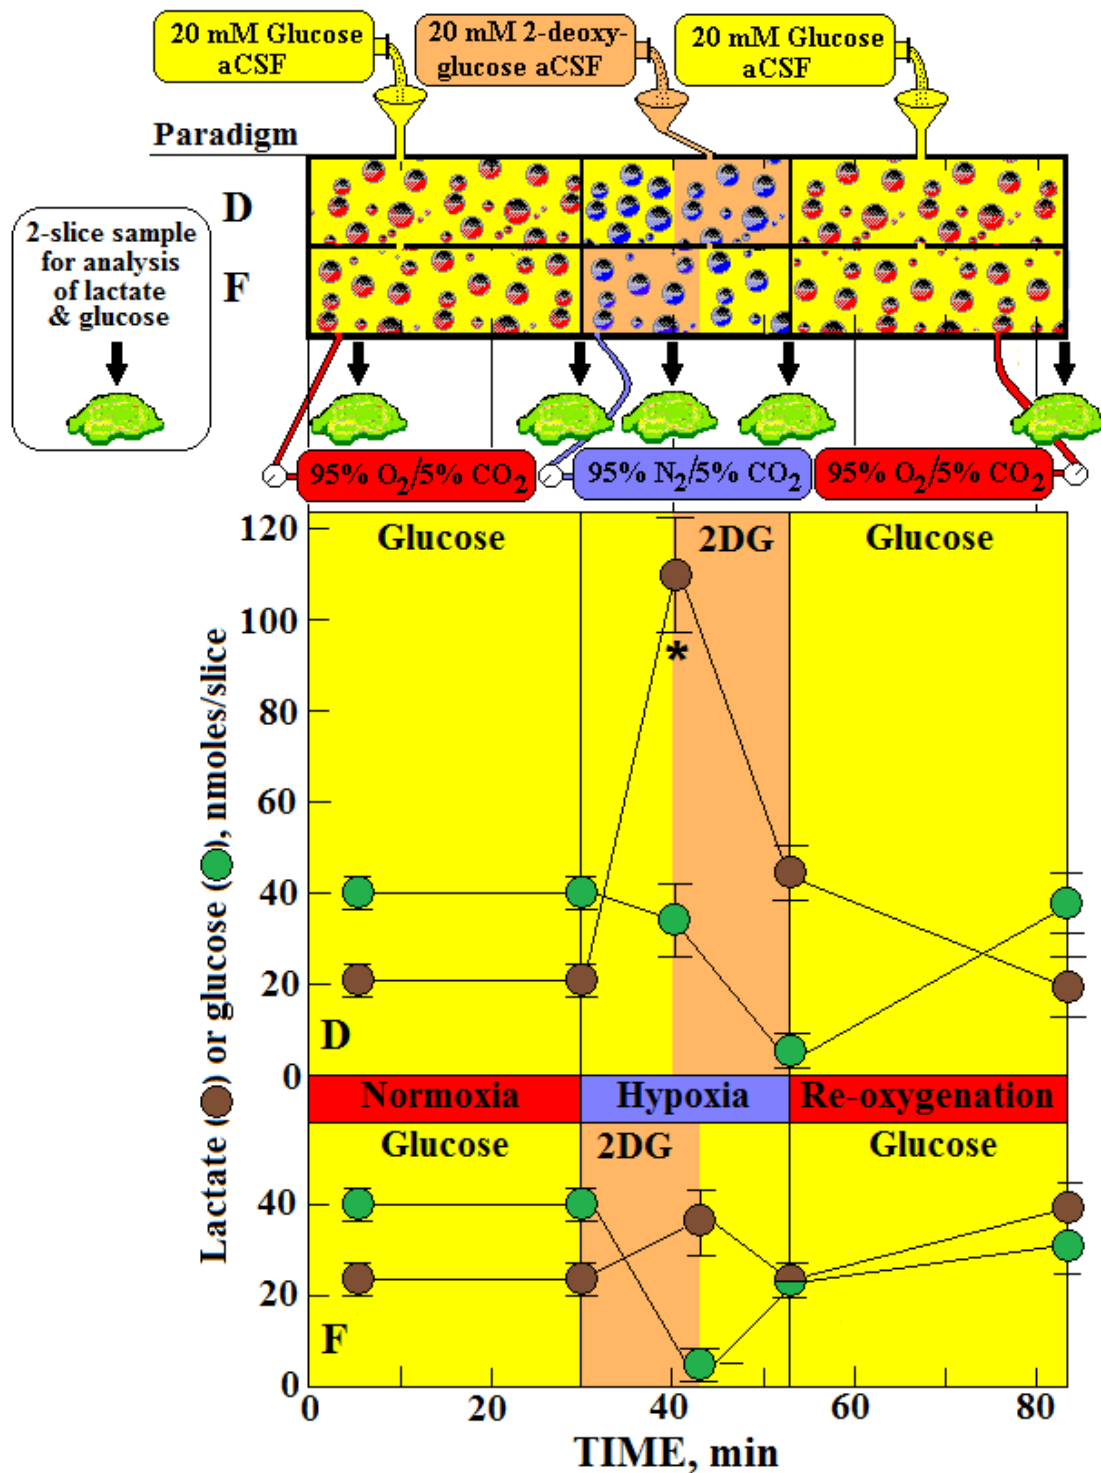 20 mM Glucose
aCSF
20 mM 2-deoxy-
glucose aCSF
20 mM Glucose
aCSF
Paradigm
D
F
2-slice sample
for analysis
of lactate
& glucose
95% O2/5% CO2
95% N2/5% CO2
95% O2/5% CO2
Glucose
2DG
Glucose
120
100
80
60
40
20
0
*
D
Lactate () or glucose (), nmoles/slice
Normoxia
Hypoxia
Re-oxygenation
Glucose
2DG
Glucose
40
20
0
F
0
20
40
60
80
TIME, min